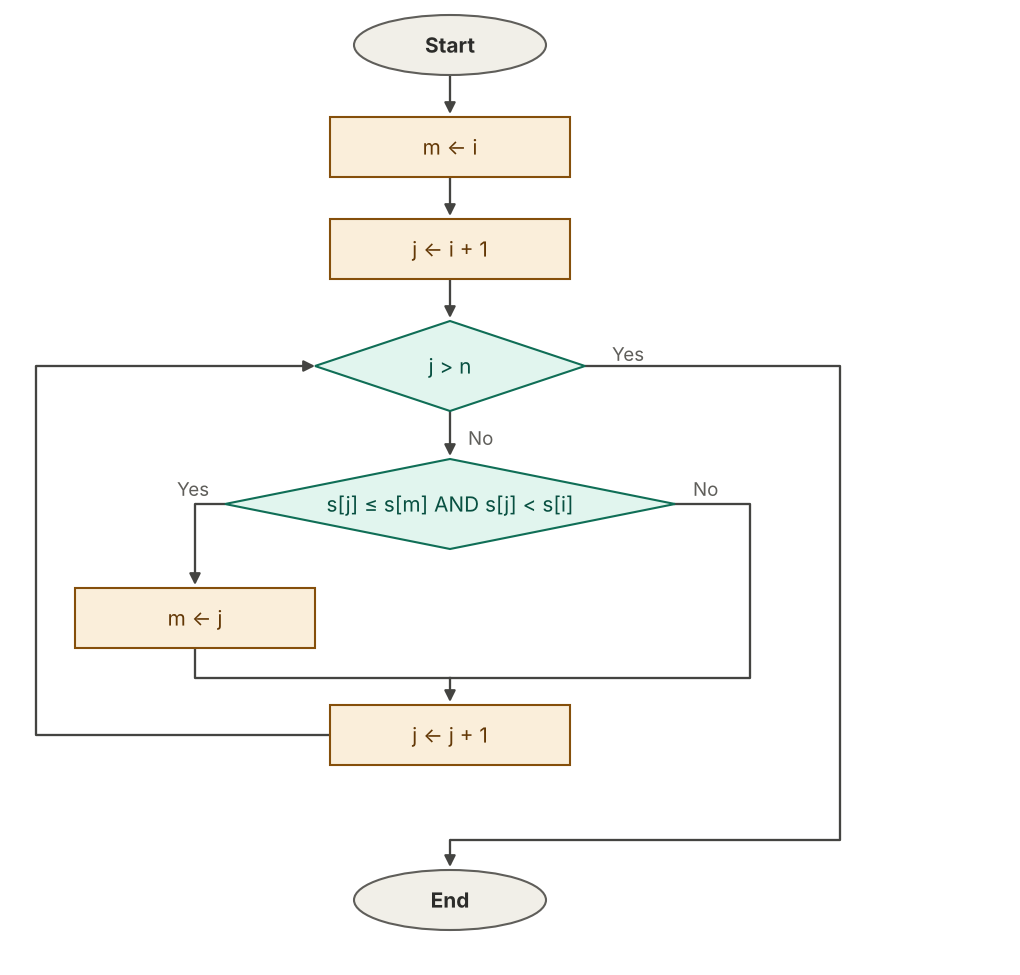 Start
m ← i
j ← i + 1
j > n
Yes
No
s[j] ≤ s[m] AND s[j] < s[i]
Yes
No
m ← j
j ← j + 1
End